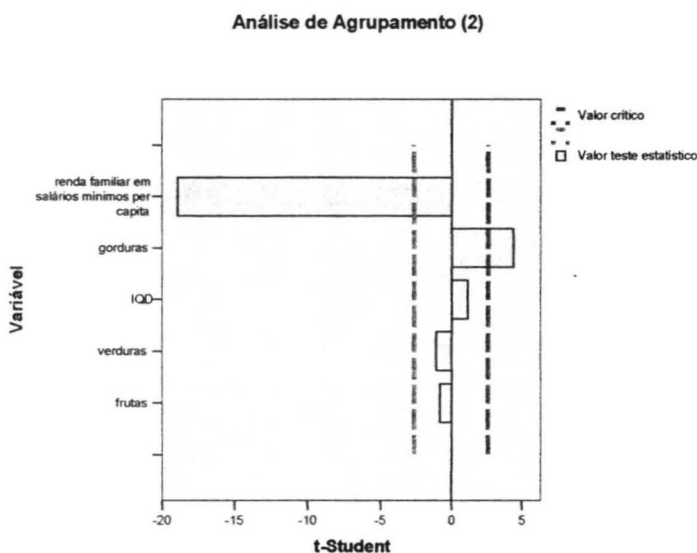 Análise de Agrupamento (2)
Valor crítico
Valor teste estatístico
renda familiar em
salários mínimos per
capita
gorduras
IQD
verduras
frutas
Variável
-20
-15
-10
-5
0
5
t-Student